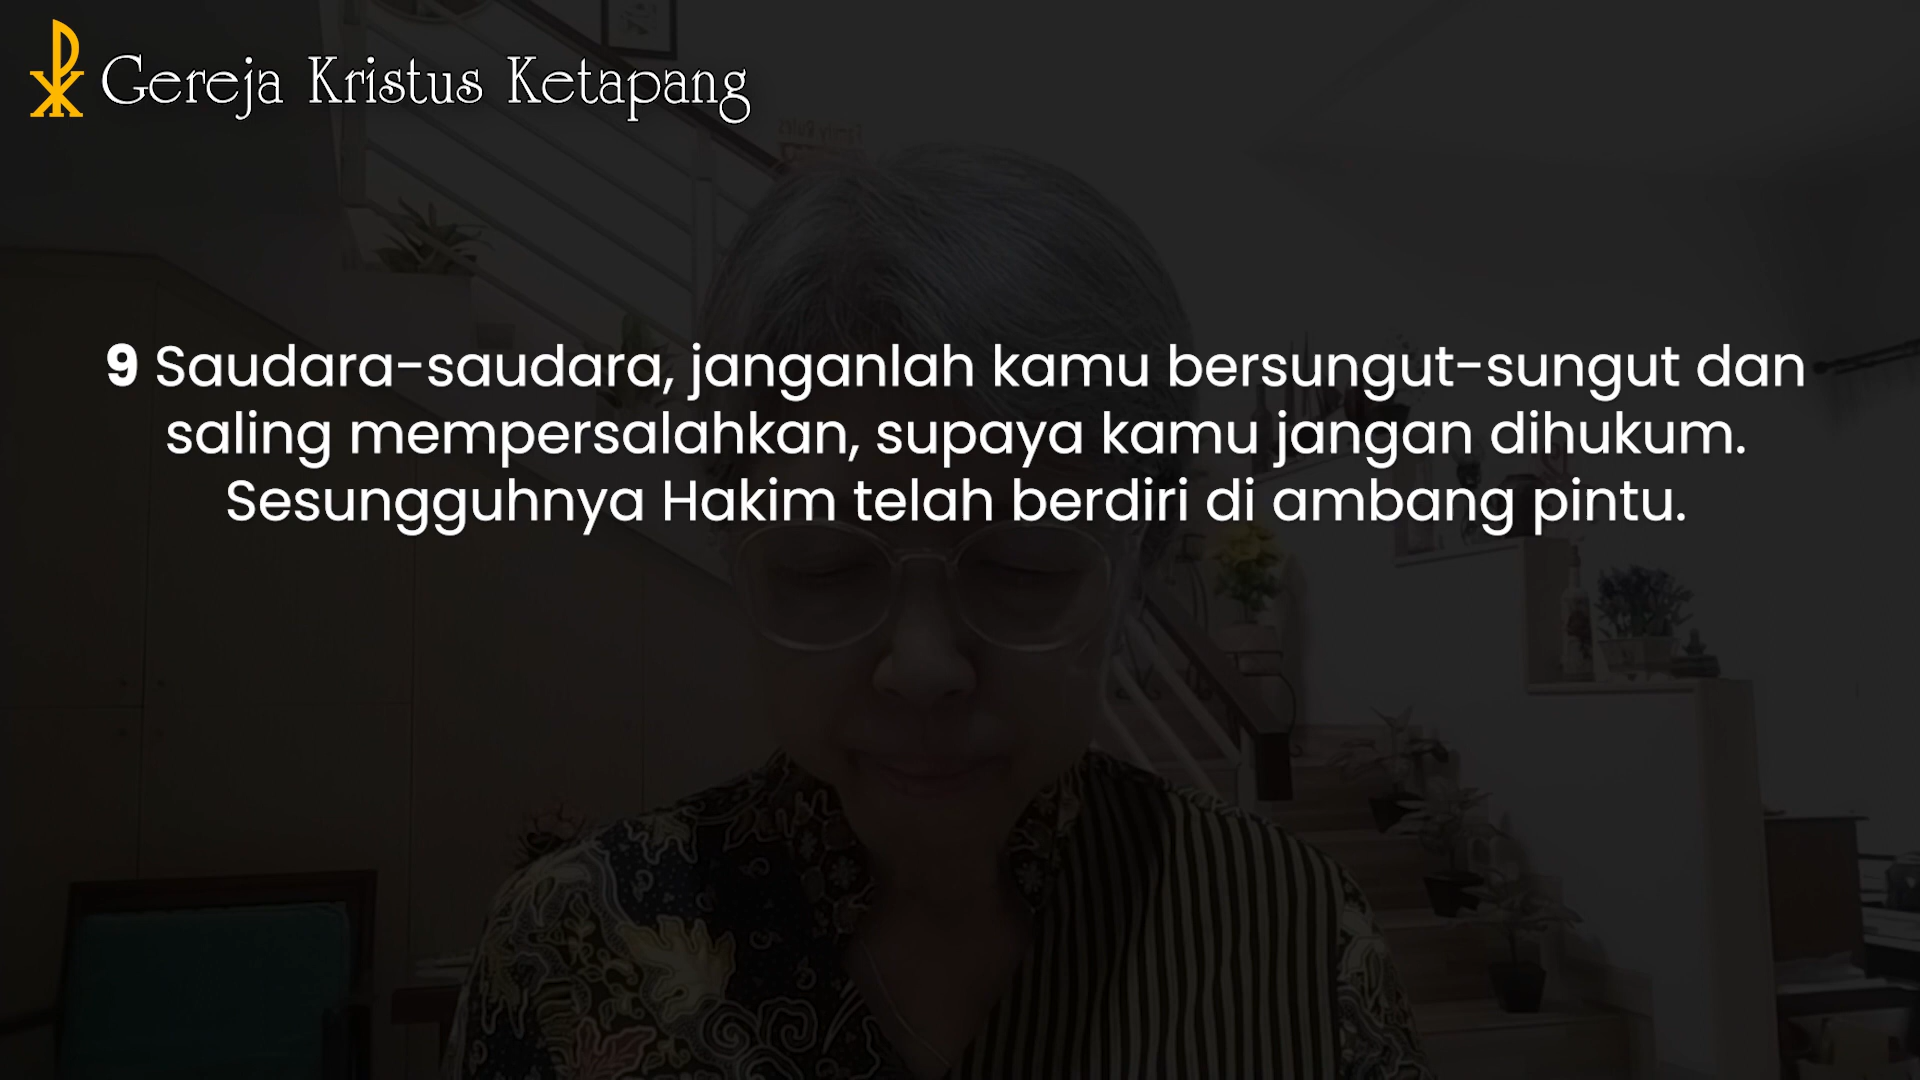 Gereja Kristus Ketapang
9 Saudara-saudara, janganlah kamu bersungut-sungut dan
saling mempersalahkan, supaya kamu jangan dihukum.
Sesungguhnya Hakim telah berdiri di ambang pintu.